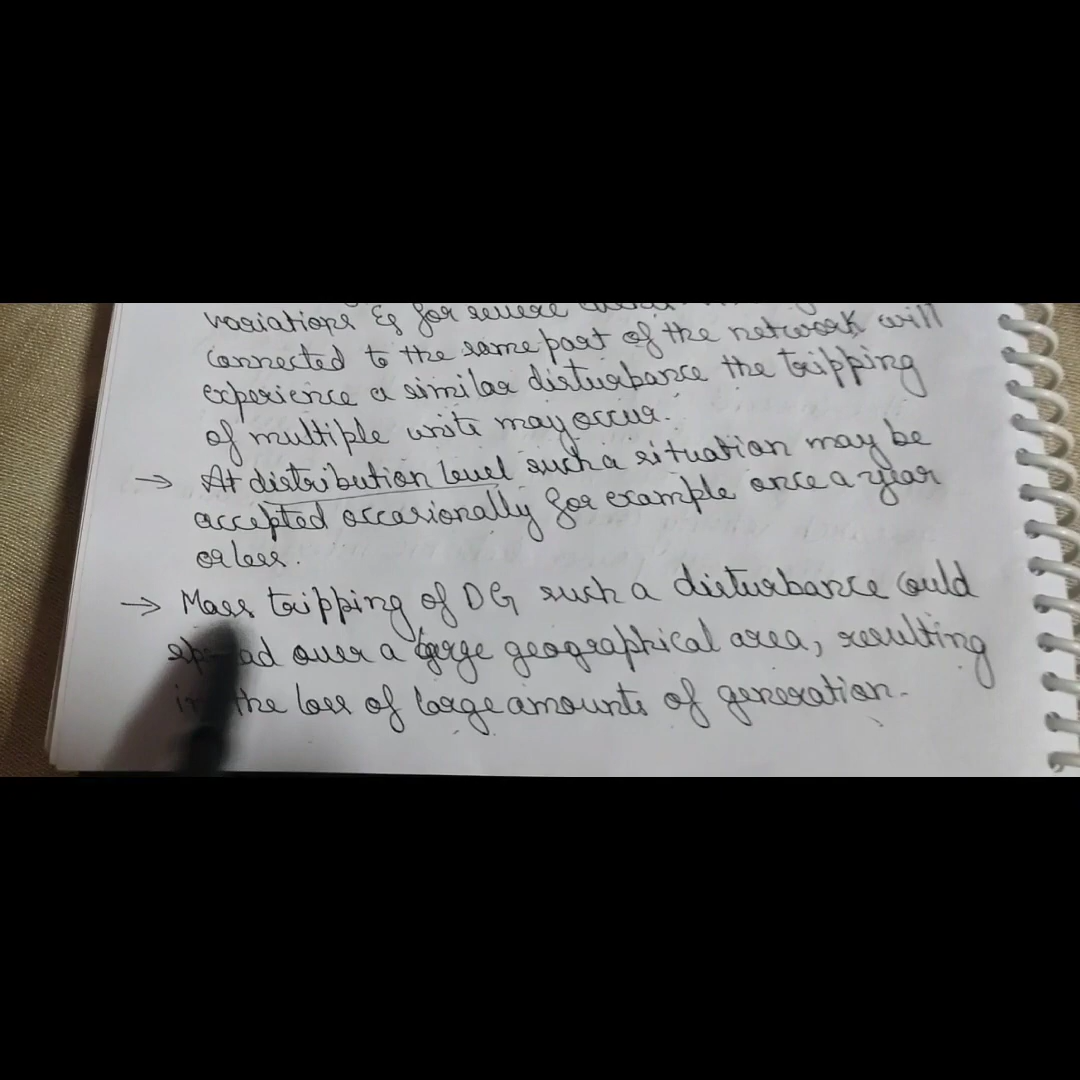 variations & for severe
connected to the same part of the network will
experience a similar disturbance the tripping
of multiple units may occur.
→ At distribution level such a situation may be
accepted occasionally for example once a year
or less.
→ Mass tripping of DG such a disturbance could
spread over a large geographical area, resulting
in the loss of large amounts of generation.